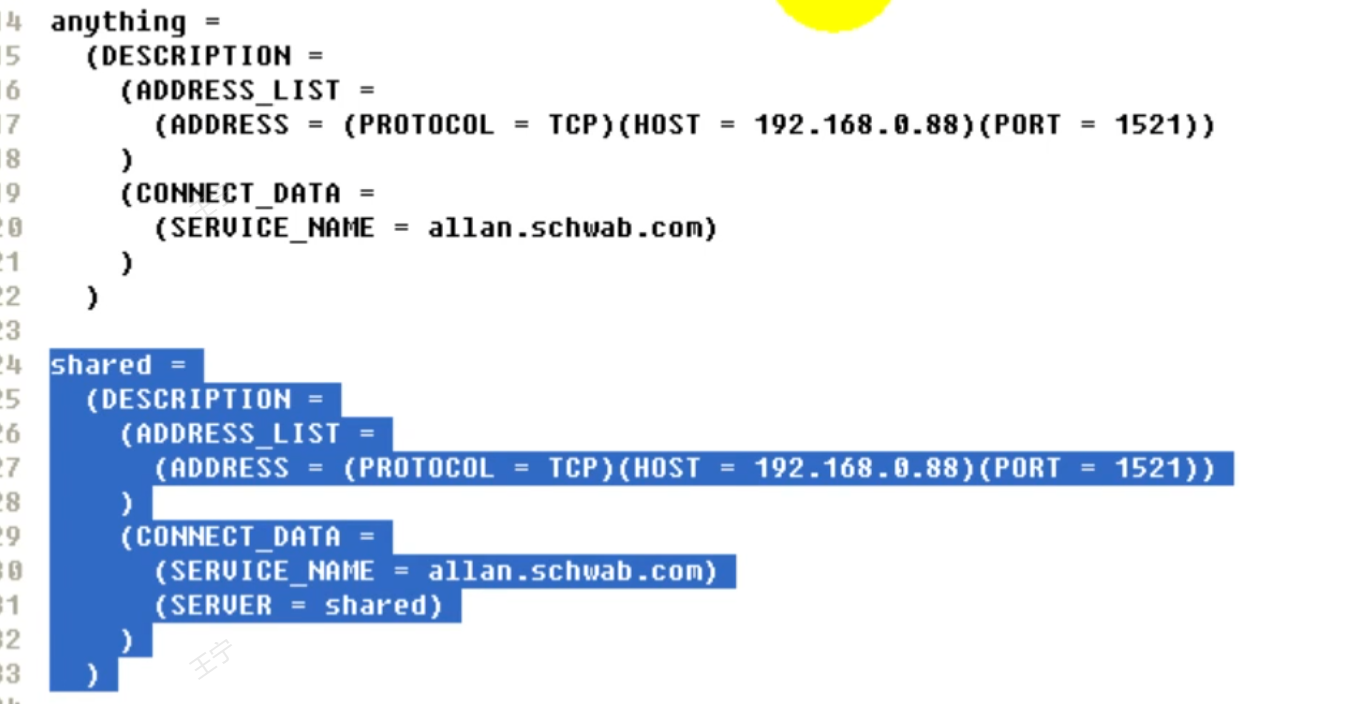 14 anything =
15   (DESCRIPTION =
16     (ADDRESS_LIST =
17       (ADDRESS = (PROTOCOL = TCP)(HOST = 192.168.0.88)(PORT = 1521))
18     )
19     (CONNECT_DATA =
20       (SERVICE_NAME = allan.schwab.com)
21     )
22   )
23
24 shared =
25   (DESCRIPTION =
26     (ADDRESS_LIST =
27       (ADDRESS = (PROTOCOL = TCP)(HOST = 192.168.0.88)(PORT = 1521))
28     )
29     (CONNECT_DATA =
30       (SERVICE_NAME = allan.schwab.com)
31       (SERVER = shared)
32     )
王宁
33   )